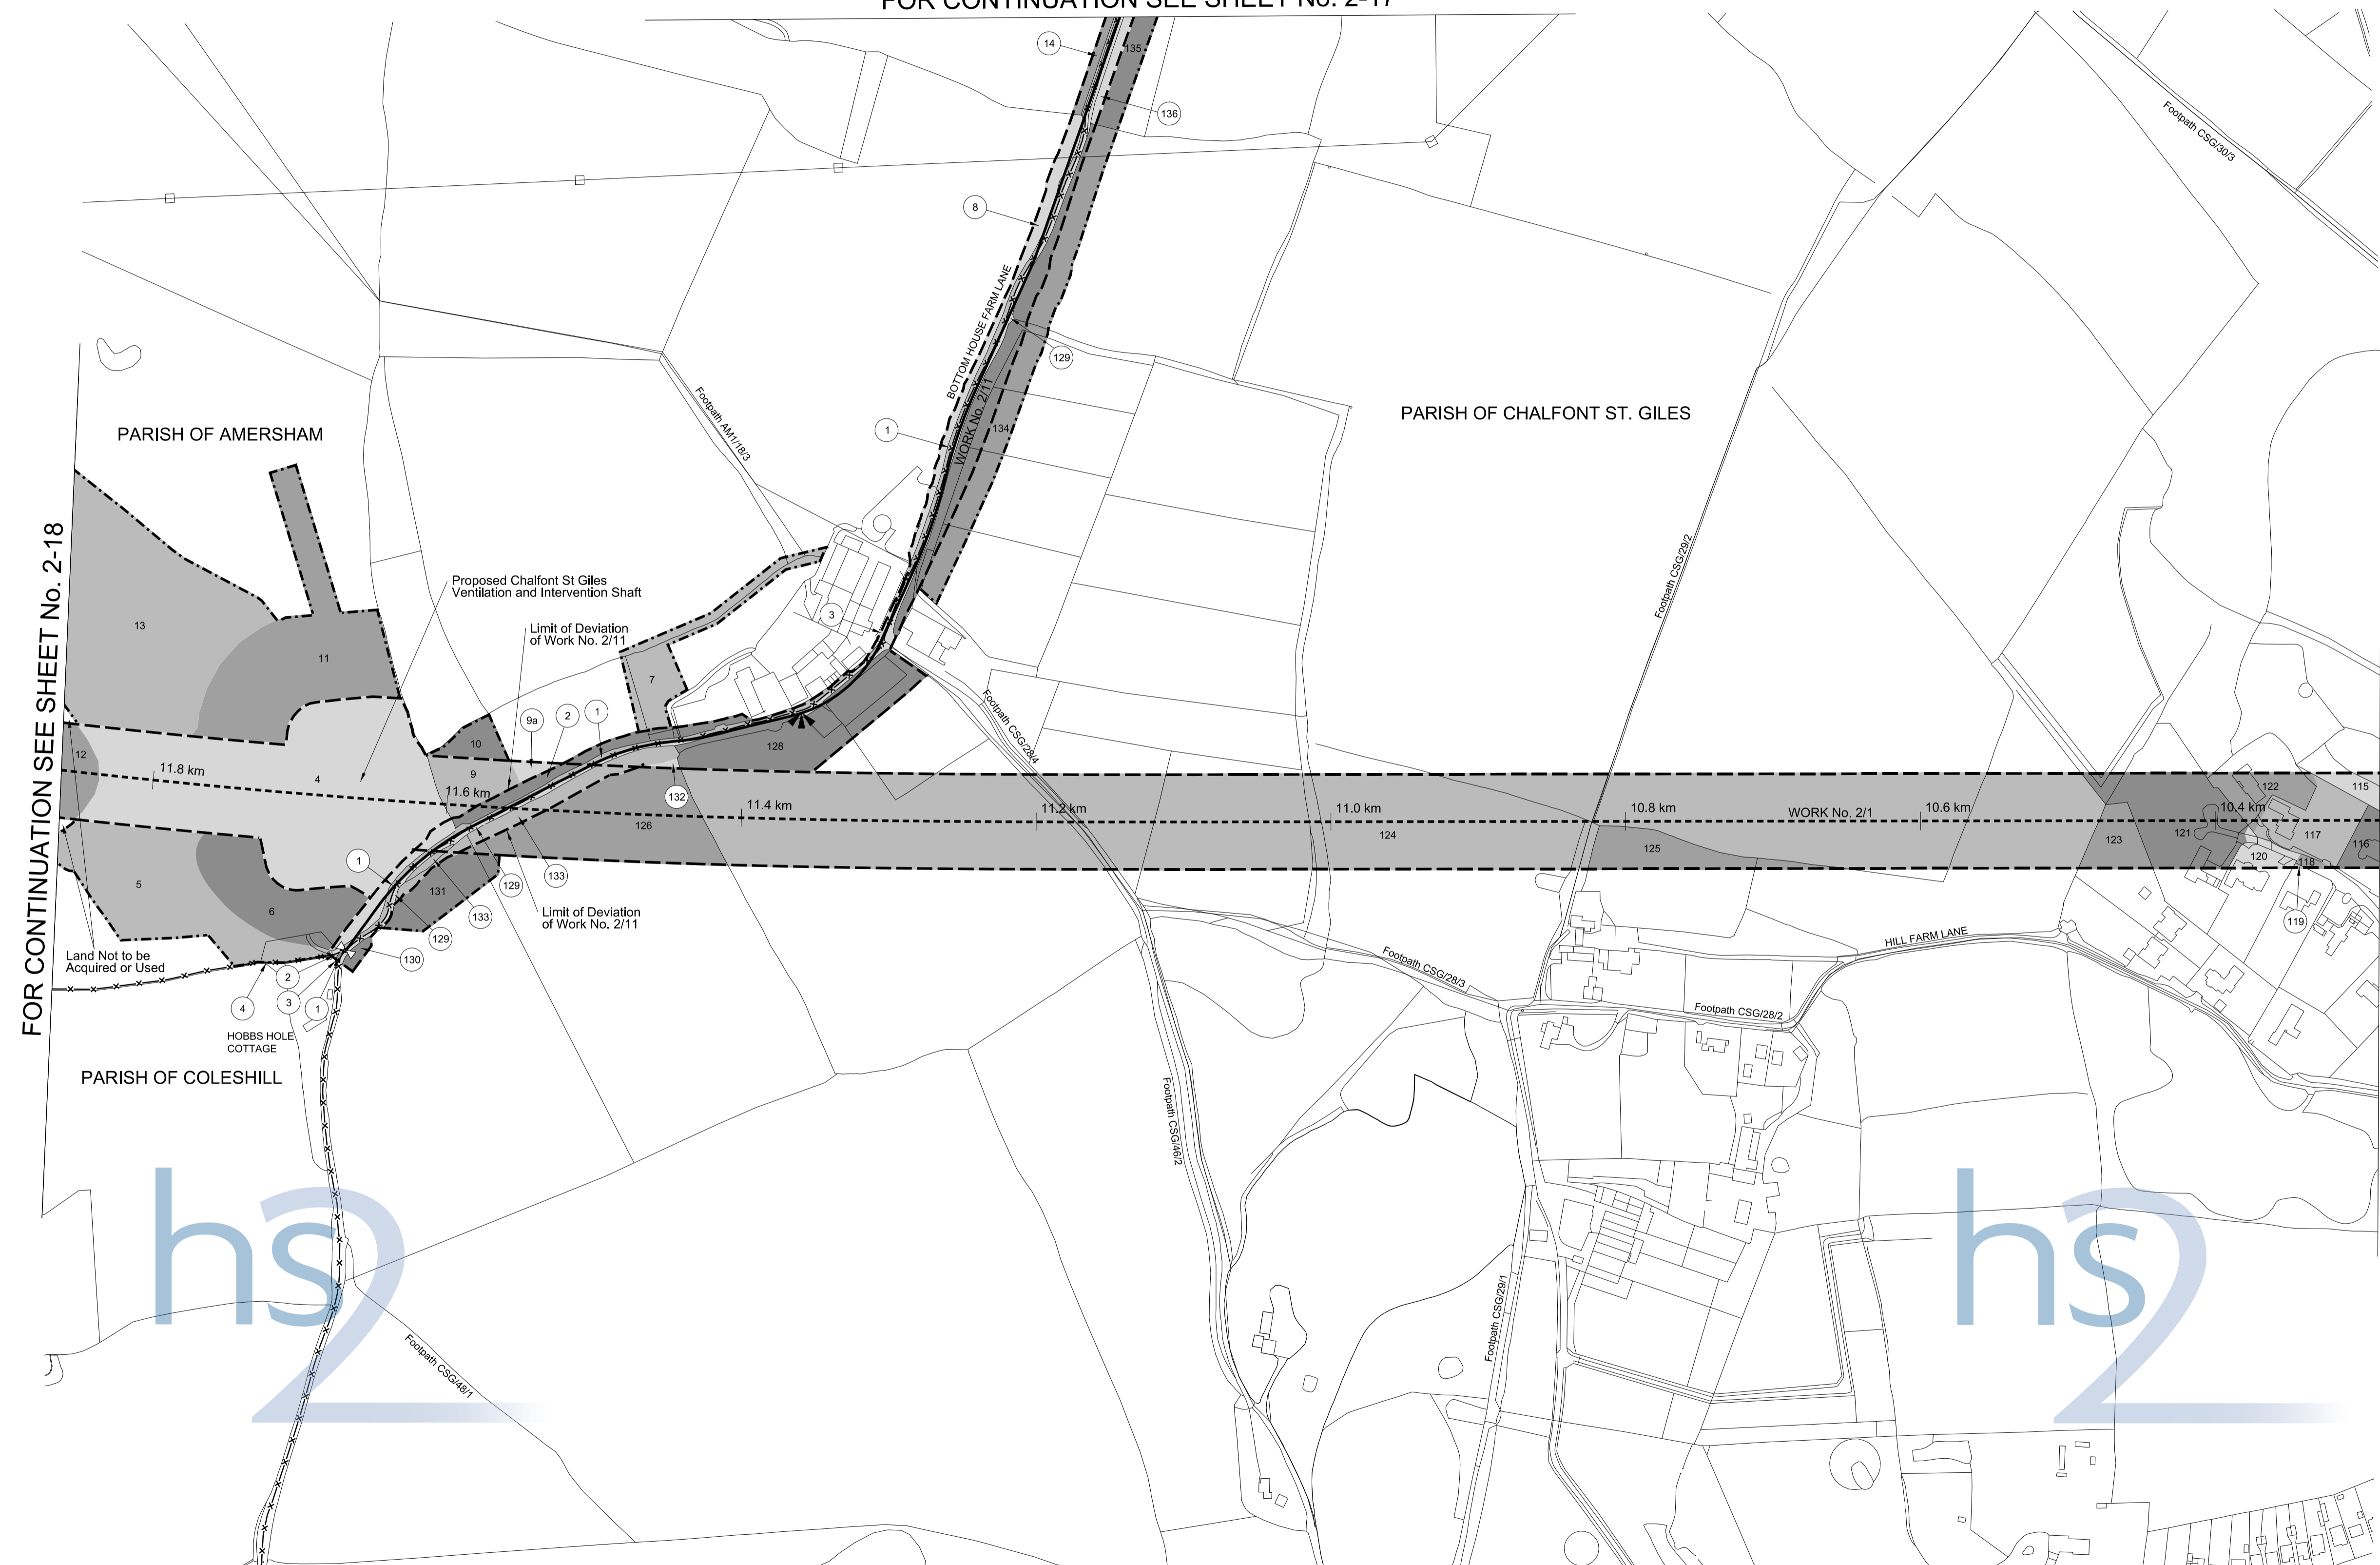 FOR CONTINUATION SEE SHEET No. 2-17
14
135
136
Footpath CSG/30/3
8
BOTTOM HOUSE FARM LANE
129
Footpath AM1/18/3
1
WORK No. 2/11
134
PARISH OF CHALFONT ST. GILES
PARISH OF AMERSHAM
FOR CONTINUATION SEE SHEET No. 2-18
Footpath CSG/29/2
Proposed Chalfont St Giles
Ventilation and Intervention Shaft
13
11
3
Limit of Deviation
of Work No. 2/11
7
Footpath CSG/28/4
9a
2
1
10
128
12
11.8 km
4
9
11.6 km
132
11.4 km
11.2 km
11.0 km
10.8 km
WORK No. 2/1
10.6 km
10.4 km
122
115
126
124
125
123
121
117
116
120
118
119
1
5
6
131
129
133
133
129
130
Limit of Deviation
of Work No. 2/11
Land Not to be
Acquired or Used
2
4
3
1
HOBBS HOLE
COTTAGE
PARISH OF COLESHILL
HILL FARM LANE
Footpath CSG/28/3
Footpath CSG/28/2
Footpath CSG/46/2
Footpath CSG/29/1
Footpath CSG/48/1
hs2
hs2